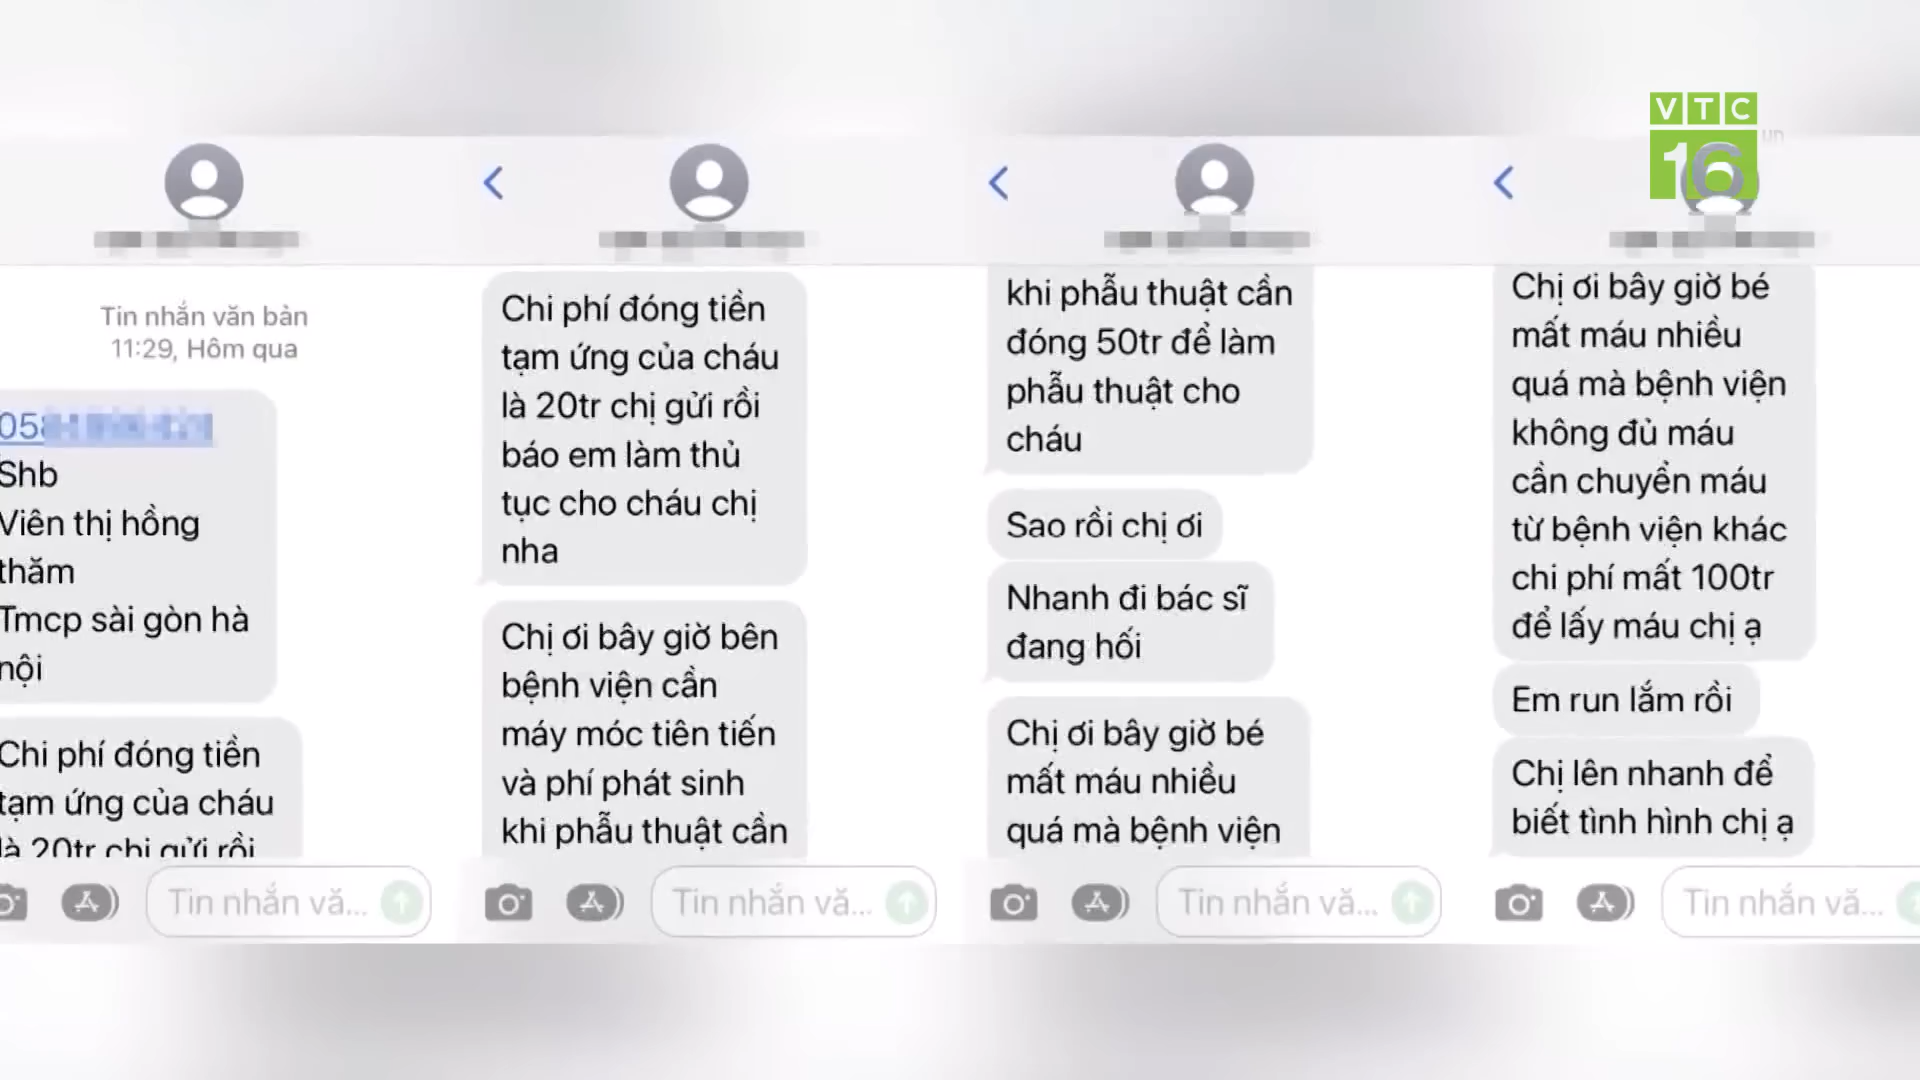 VTC
16
Tin nhắn văn bản
11:29, Hôm qua
058
Shb
Viên thị hồng
thăm
Tmcp sài gòn hà
nội
Chi phí đóng tiền
tạm ứng của cháu
là 20tr chị gửi rồi
Tin nhắn vă...
Chi phí đóng tiền
tạm ứng của cháu
là 20tr chị gửi rồi
báo em làm thủ
tục cho cháu chị
nha
Chị ơi bây giờ bên
bệnh viện cần
máy móc tiên tiến
và phí phát sinh
khi phẫu thuật cần
Tin nhắn vă...
khi phẫu thuật cần
đóng 50tr để làm
phẫu thuật cho
cháu
Sao rồi chị ơi
Nhanh đi bác sĩ
đang hối
Chị ơi bây giờ bé
mất máu nhiều
quá mà bệnh viện
Tin nhắn vă...
Chị ơi bây giờ bé
mất máu nhiều
quá mà bệnh viện
không đủ máu
cần chuyển máu
từ bệnh viện khác
chi phí mất 100tr
để lấy máu chị ạ
Em run lắm rồi
Chị lên nhanh để
biết tình hình chị ạ
Tin nhắn vă...